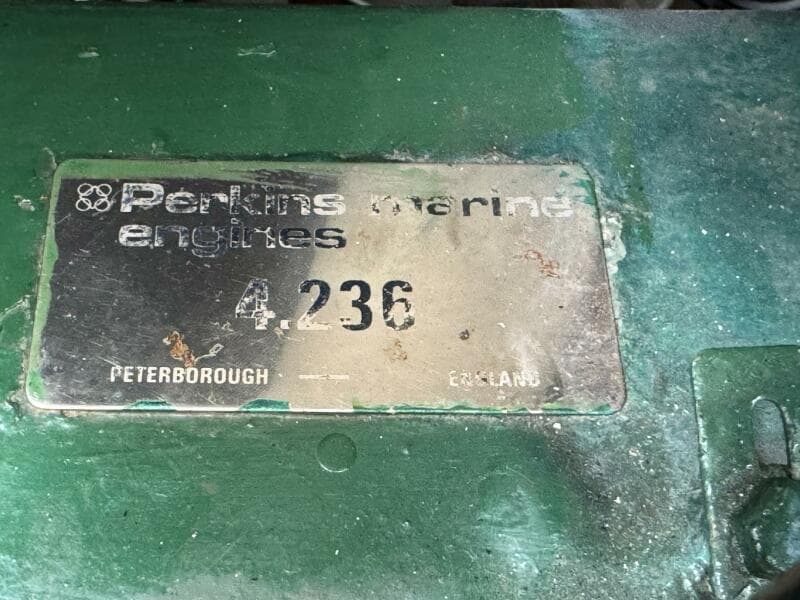 Perkins marine
engines
4.236
PETERBOROUGH — ENGLAND